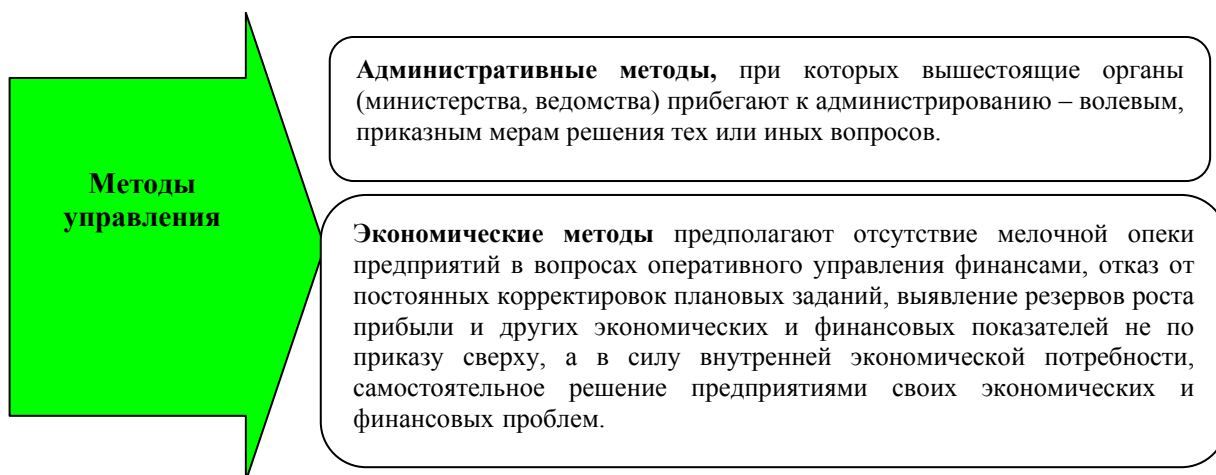 Методы
управления
Административные методы, при которых вышестоящие органы
(министерства, ведомства) прибегают к администрированию – волевым,
приказным мерам решения тех или иных вопросов.
Экономические методы предполагают отсутствие мелочной опеки
предприятий в вопросах оперативного управления финансами, отказ от
постоянных корректировок плановых заданий, выявление резервов роста
прибыли и других экономических и финансовых показателей не по
приказу сверху, а в силу внутренней экономической потребности,
самостоятельное решение предприятиями своих экономических и
финансовых проблем.